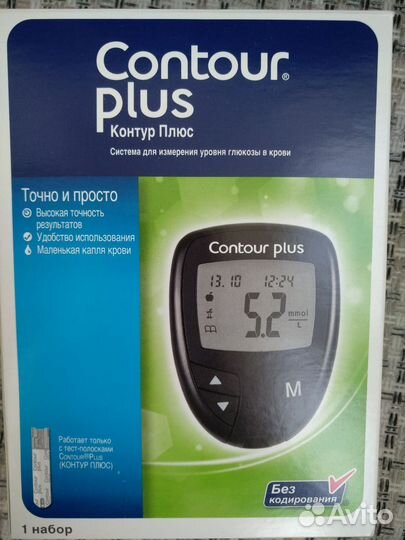 Contour®
plus
Контур Плюс
Система для измерения уровня глюкозы в крови
Точно и просто
Высокая точность
результатов
Удобство использования
Маленькая капля крови
Contour plus
13.10 12:24
5.2 mmol
L
M
Работает только
с тест-полосками
CONTOUR®PLUS
(КОНТУР ПЛЮС)
Без
кодирования
1 набор
Avito